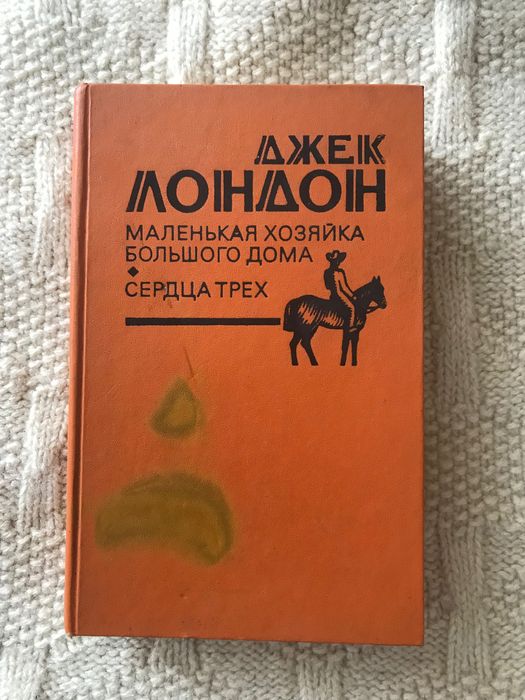 ДЖЕК
ЛОНДОН
МАЛЕНЬКАЯ ХОЗЯЙКА
БОЛЬШОГО ДОМА
СЕРДЦА ТРЕХ